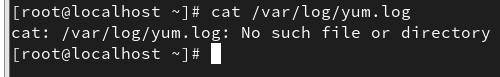 [root@localhost ~]# cat /var/log/yum.log
cat: /var/log/yum.log: No such file or directory
[root@localhost ~]#